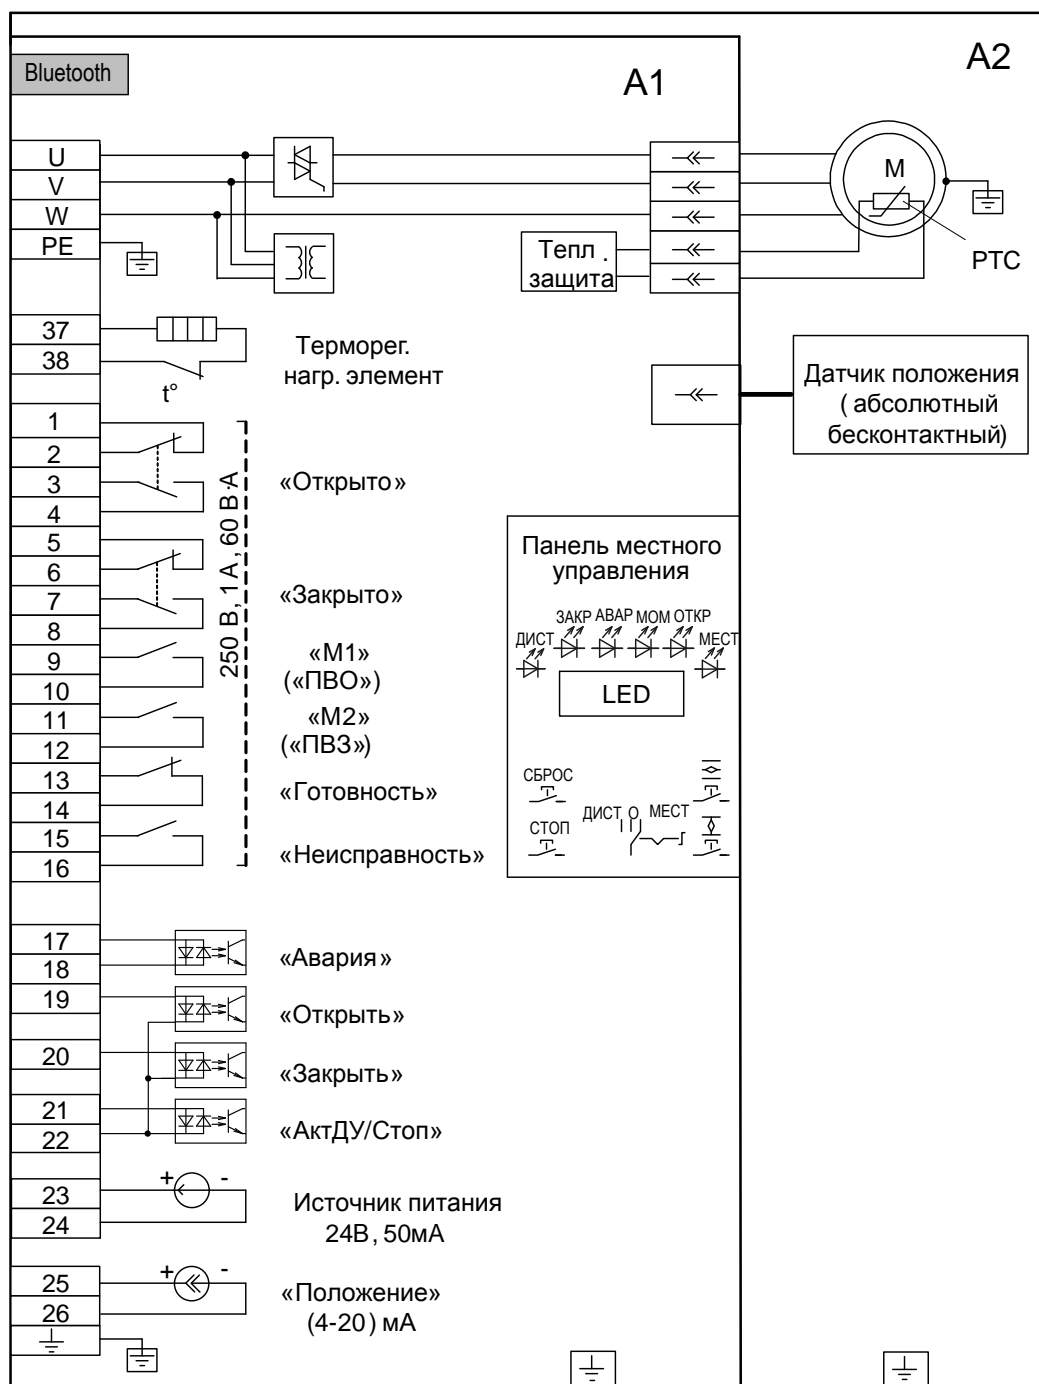 Bluetooth
A1
A2
U
V
W
PE
M
PTC
Тепл .
защита
37
38
t°
Терморег.
нагр. элемент
Датчик положения
( абсолютный
бесконтактный)
1
2
3
4
5
6
7
8
9
10
11
12
13
14
15
16
250 В, 1 А , 60 В·А
«Открыто»
«Закрыто»
«М1»
(«ПВО»)
«М2»
(«ПВЗ»)
«Готовность»
«Неисправность»
Панель местного
управления
ДИСТ ЗАКР АВАР МОМ ОТКР МЕСТ
LED
СБРОС
СТОП
ДИСТ О МЕСТ
17
18
19
20
21
22
«Авария»
«Открыть»
«Закрыть»
«АктДУ/Стоп»
23
24
+ -
Источник питания
24В, 50мА
25
26
+ -
«Положение»
(4-20) мА